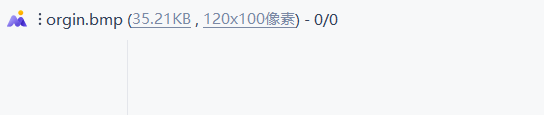 orgin.bmp (35.21KB , 120x100像素) - 0/0